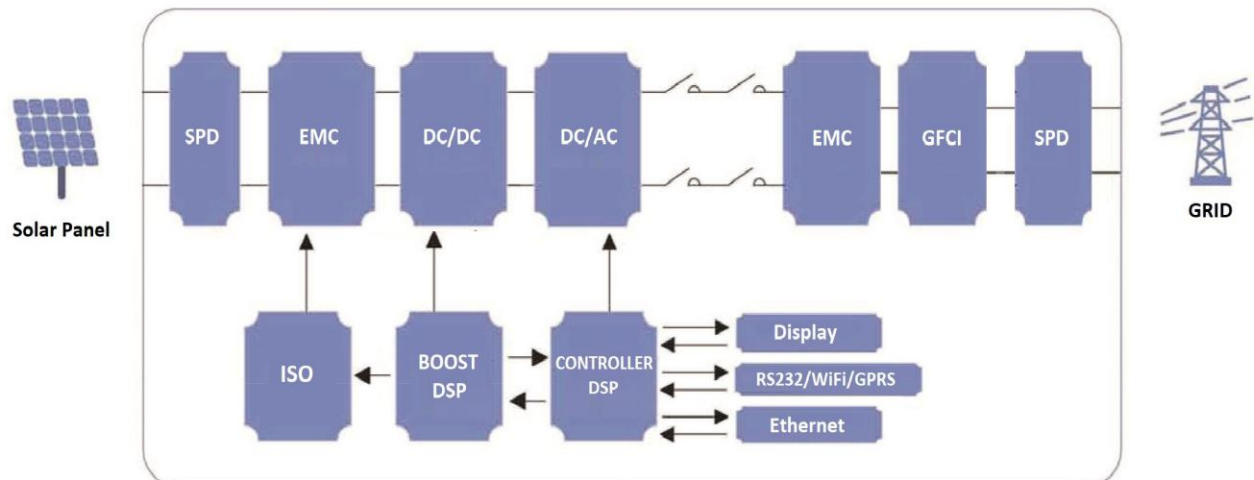 SPD
EMC
DC/DC
DC/AC
EMC
GFCI
SPD
Solar Panel
GRID
ISO
BOOST
DSP
CONTROLLER
DSP
Display
RS232/WiFi/GPRS
Ethernet